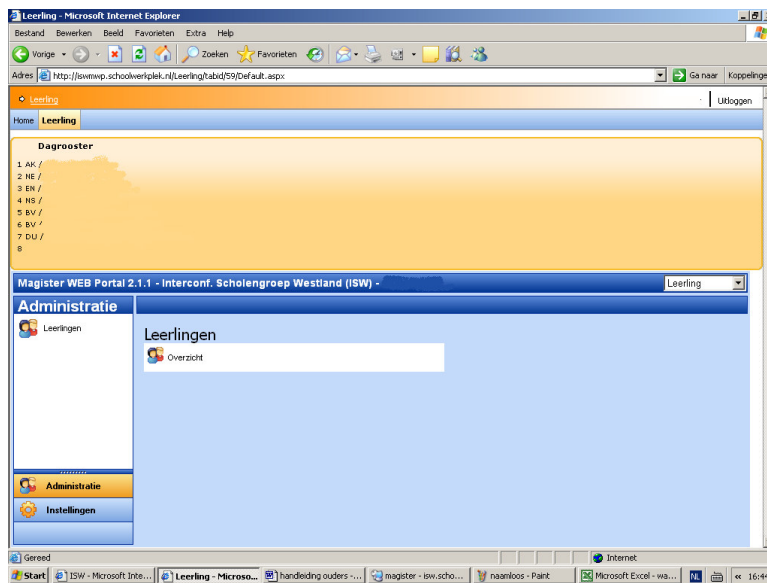 Leerling - Microsoft Internet Explorer
Bestand Bewerken Beeld Favorieten Extra Help
Vorige Zoeken Favorieten
Adres http://iswmwp.schoolwerkplek.nl/Leerling/tabid/59/Default.aspx Ga naar Koppelinge
Leerling Uitloggen
Home Leerling
Dagrooster
1 AK /
2 NE /
3 EN /
4 NS /
5 BV /
6 BV /
7 DU /
8
Magister WEB Portal 2.1.1 - Interconf. Scholengroep Westland (ISW) - Leerling
Administratie
Leerlingen
Leerlingen
Overzicht
Administratie
Instellingen
Gereed Internet
Start ISW - Microsoft Inte... Leerling - Microso... handleiding ouders -... magister - isw.scho... naamloos - Paint Microsoft Excel - wa... NL « 16:4